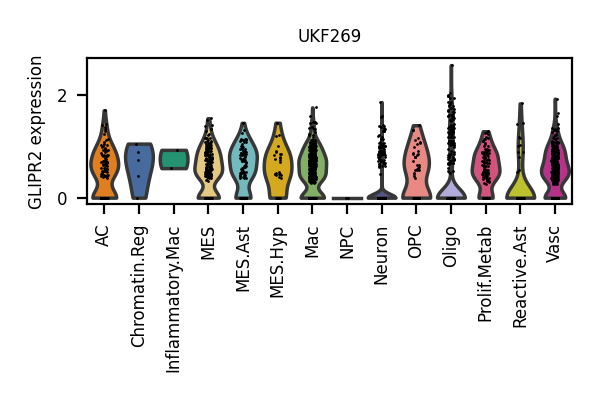 UKF269
GLIPR2 expression
2
0
AC
Chromatin.Reg
Inflammatory.Mac
MES
MES.Ast
MES.Hyp
Mac
NPC
Neuron
OPC
Oligo
Prolif.Metab
Reactive.Ast
Vasc